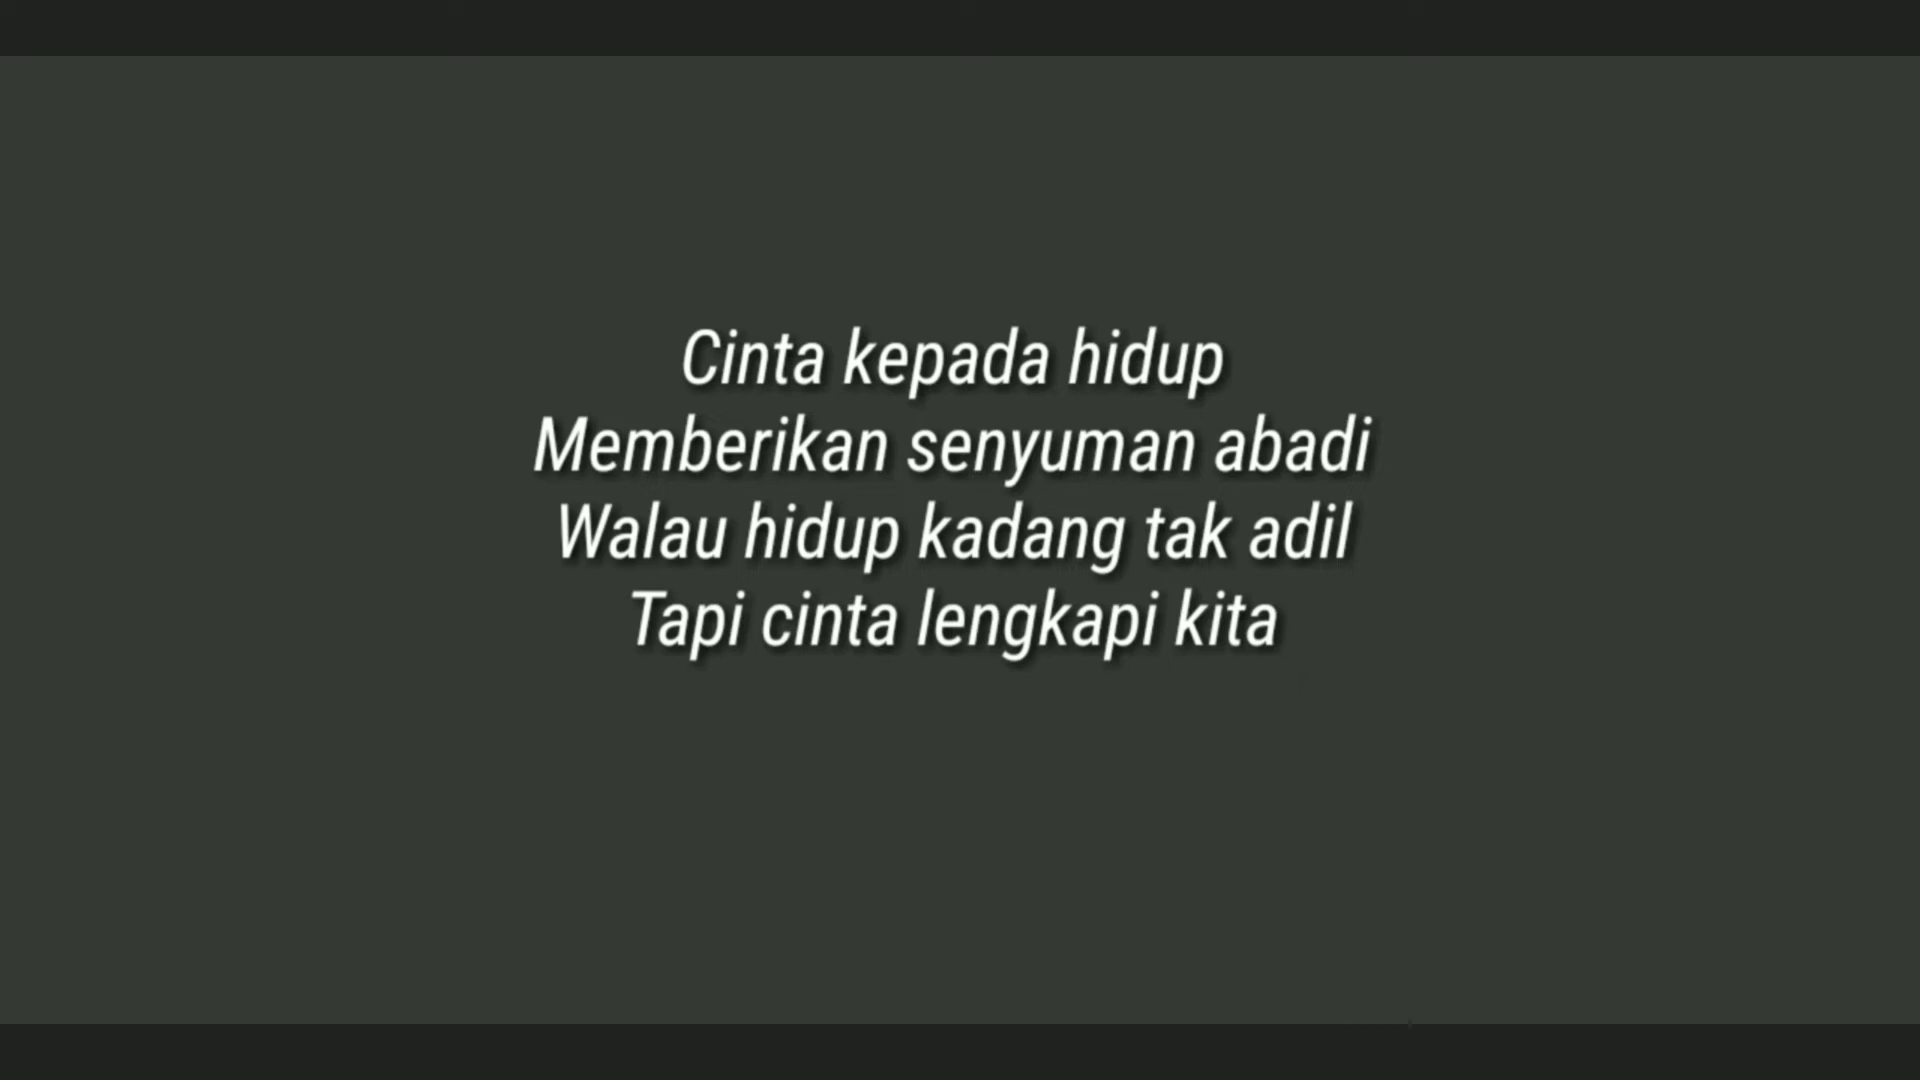 Cinta kepada hidup
Memberikan senyuman abadi
Walau hidup kadang tak adil
Tapi cinta lengkapi kita